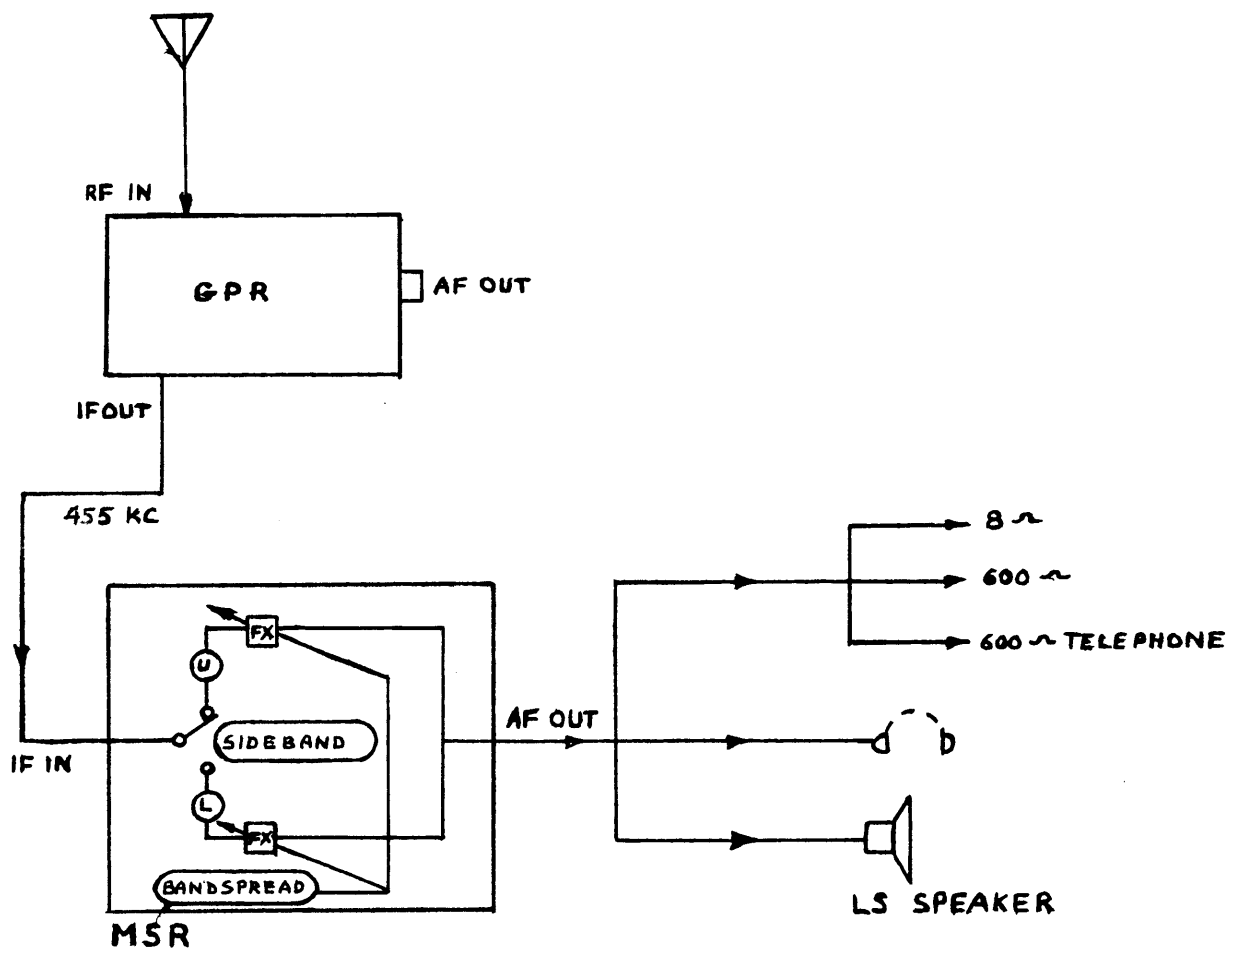 RF IN
GPR
AF OUT
IFOUT
455 KC
8 Ω
600 Ω
600 Ω TELEPHONE
FX
U
AF OUT
SIDEBAND
IF IN
L
FX
BANDSPREAD
LS SPEAKER
MSR